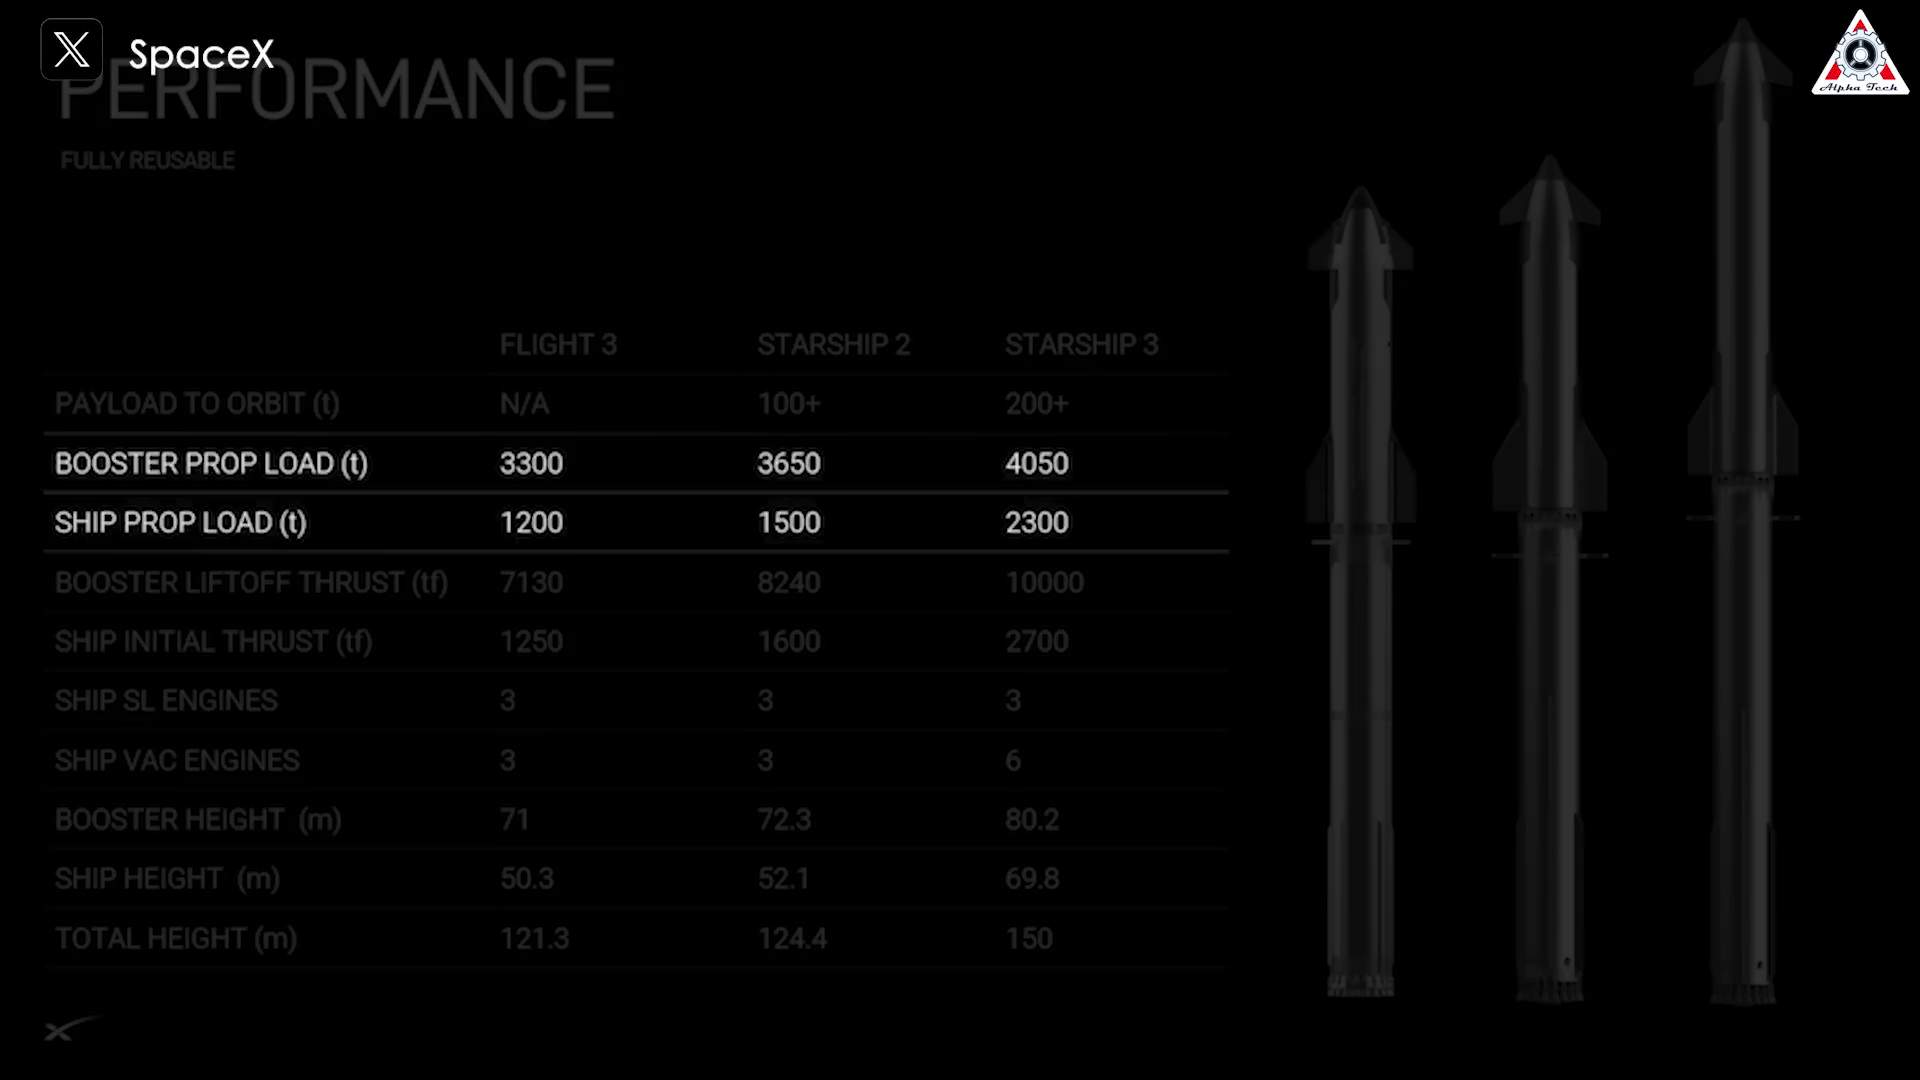 SpaceX
PERFORMANCE
FULLY REUSABLE
FLIGHT 3 STARSHIP 2 STARSHIP 3
PAYLOAD TO ORBIT (t) N/A 100+ 200+
BOOSTER PROP LOAD (t) 3300 3650 4050
SHIP PROP LOAD (t) 1200 1500 2300
BOOSTER LIFTOFF THRUST (tf) 7130 8240 10000
SHIP INITIAL THRUST (tf) 1250 1600 2700
SHIP SL ENGINES 3 3 3
SHIP VAC ENGINES 3 3 6
BOOSTER HEIGHT (m) 71 72.3 80.2
SHIP HEIGHT (m) 50.3 52.1 69.8
TOTAL HEIGHT (m) 121.3 124.4 150
Alpha Tech